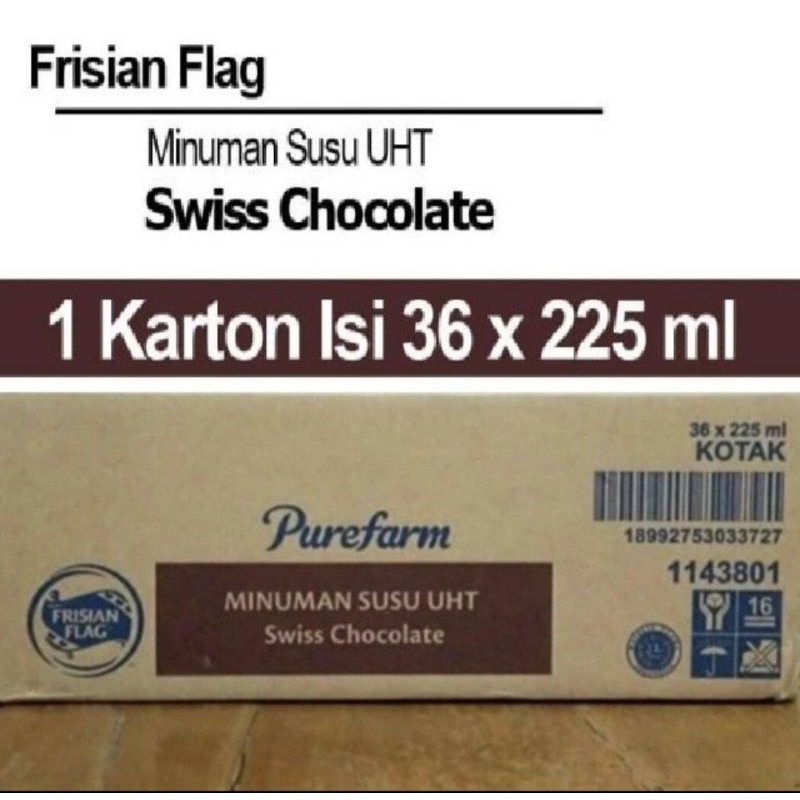 Frisian Flag
Minuman Susu UHT
Swiss Chocolate
1 Karton Isi 36 x 225 ml
36 x 225 ml
KOTAK
18992753033727
1143801
Purefarm
MINUMAN SUSU UHT
Swiss Chocolate
FRISIAN
FLAG
16